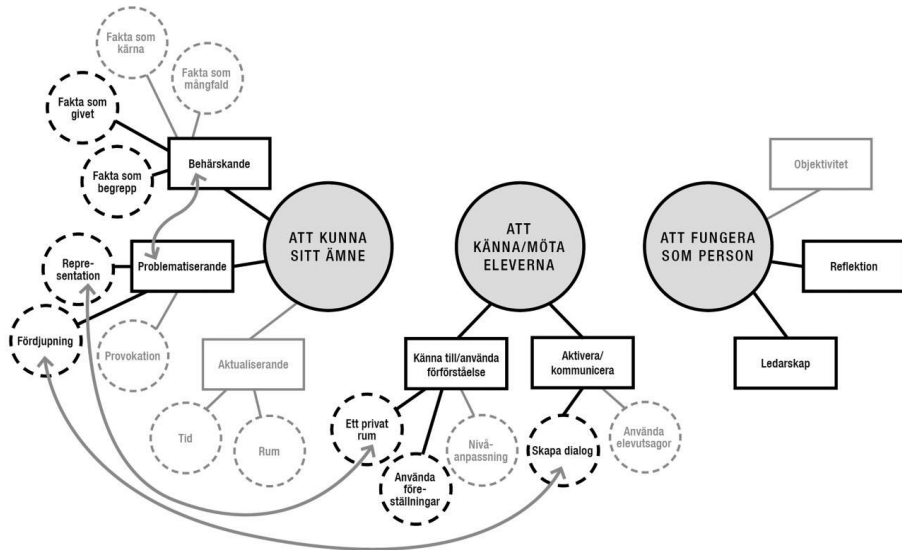 Fakta som
kärna
Fakta som
mångfald
Fakta som
givet
Fakta som
begrepp
Behärskande
ATT KUNNA
SITT ÄMNE
Repre-
sentation
Problematiserande
Fördjupning
Provokation
Aktualiserande
Tid
Rum
ATT
KÄNNA/MÖTA
ELEVERNA
Känna till/använda
förförståelse
Aktivera/
kommunicera
Ett privat
rum
Använda
före-
ställningar
Nivå-
anpassning
Skapa dialog
Använda
elevutsagor
ATT FUNGERA
SOM PERSON
Objektivitet
Reflektion
Ledarskap